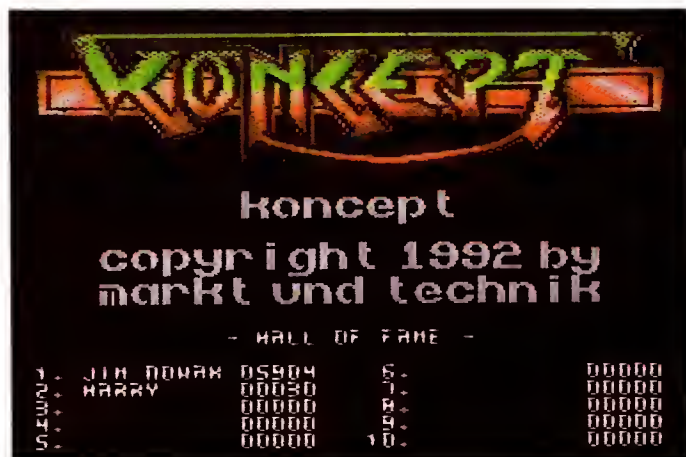 KONCEPT
koncept
copyright 1992 by
markt und technik
- HALL OF FAME -
1. JIM NOWAK 05904 6. 00000
2. HARRY 00030 7. 00000
3. 00000 8. 00000
4. 00000 9. 00000
5. 00000 10. 00000